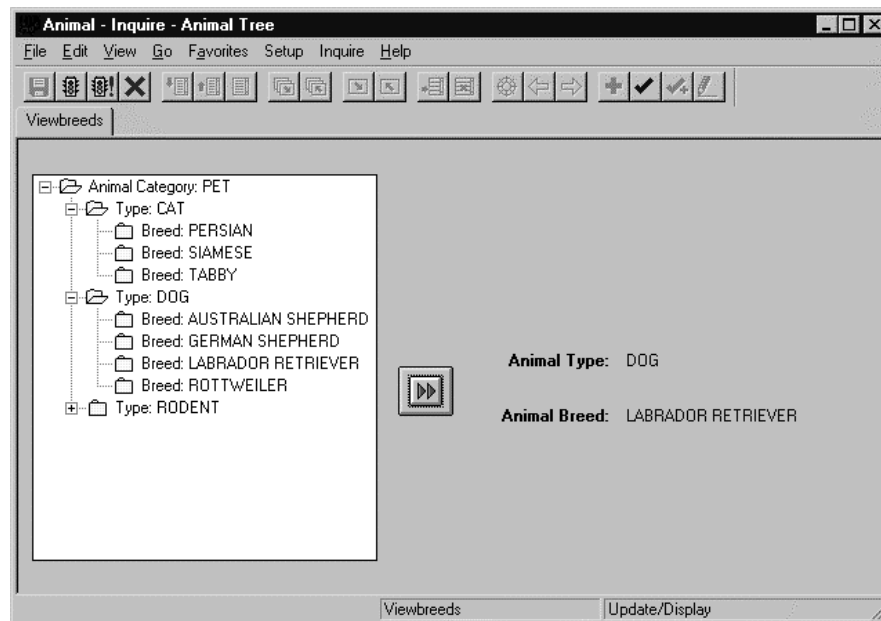 Animal - Inquire - Animal Tree
File Edit View Go Favorites Setup Inquire Help
Viewbreeds
Animal Category: PET
Type: CAT
Breed: PERSIAN
Breed: SIAMESE
Breed: TABBY
Type: DOG
Breed: AUSTRALIAN SHEPHERD
Breed: GERMAN SHEPHERD
Breed: LABRADOR RETRIEVER
Breed: ROTTWEILER
Type: RODENT
Animal Type: DOG
Animal Breed: LABRADOR RETRIEVER
Viewbreeds Update/Display